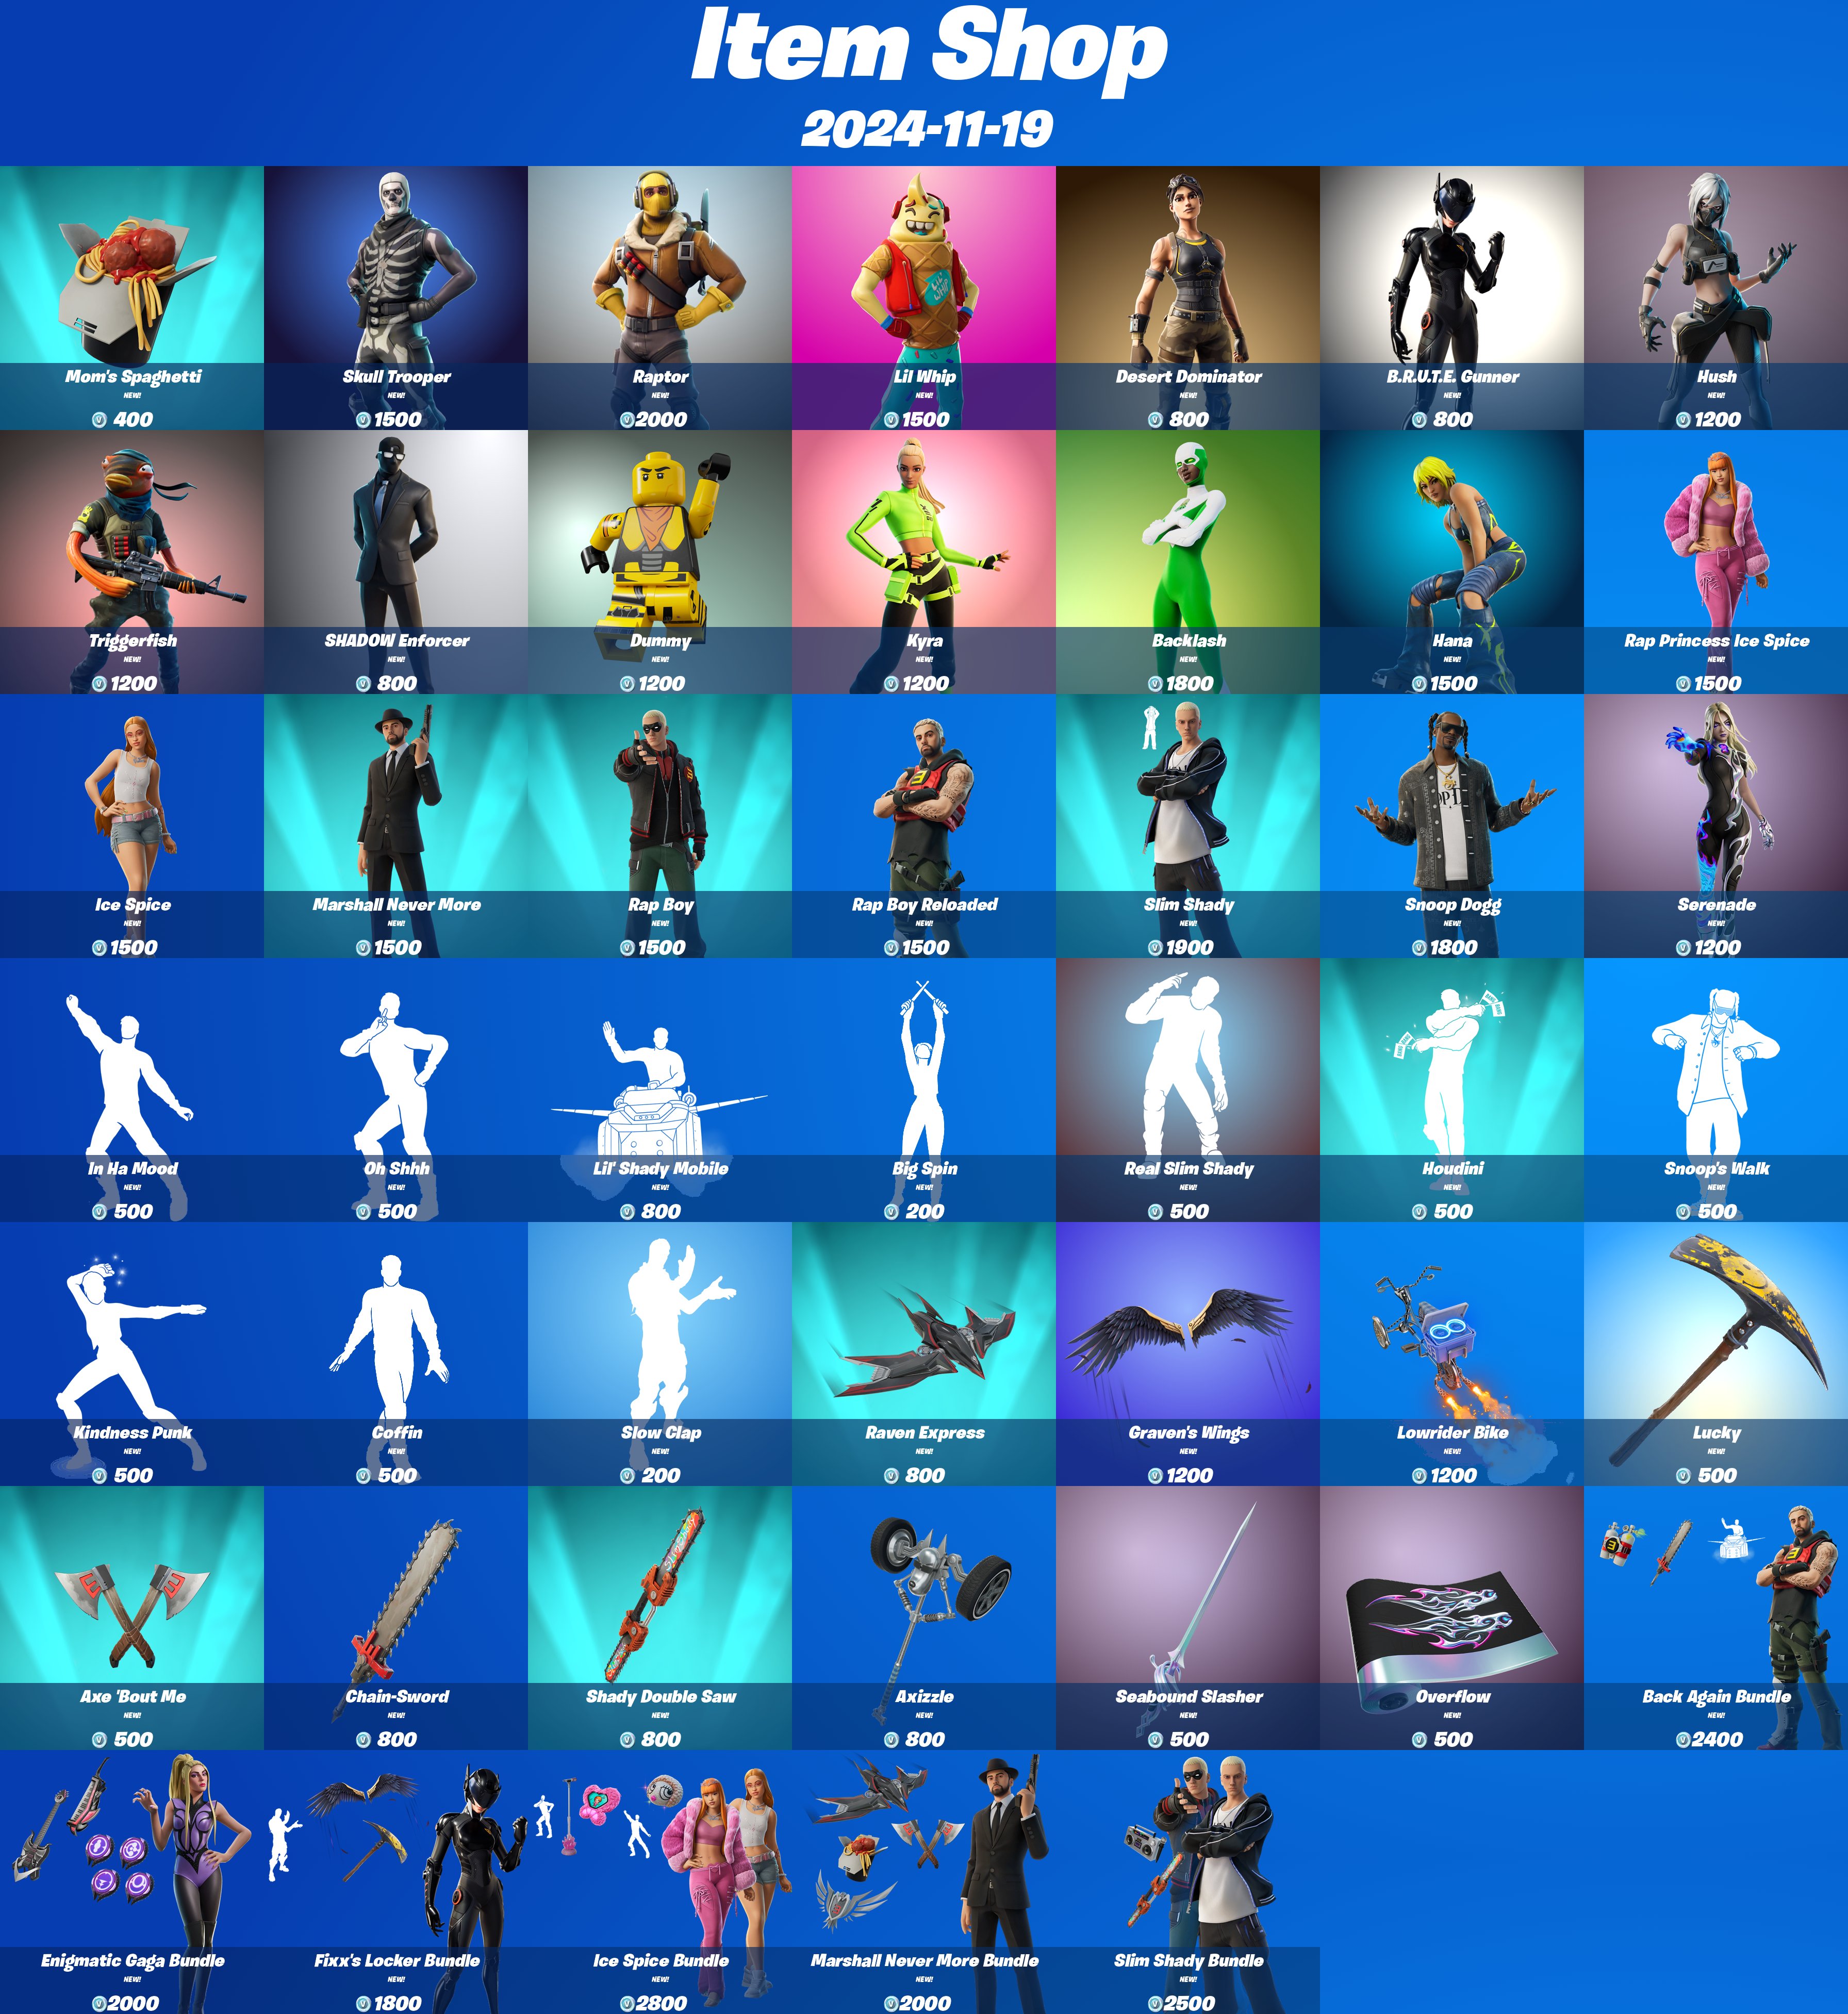 Item Shop
2024-11-19
Mom's Spaghetti
NEW!
400
Skull Trooper
NEW!
1500
Raptor
NEW!
2000
Lil Whip
NEW!
1500
Desert Dominator
NEW!
800
B.R.U.T.E. Gunner
NEW!
800
Hush
NEW!
1200
Triggerfish
NEW!
1200
SHADOW Enforcer
NEW!
800
Dummy
NEW!
1200
Kyra
NEW!
1200
Backlash
NEW!
1800
Hana
NEW!
1500
Rap Princess Ice Spice
NEW!
1500
Ice Spice
NEW!
1500
Marshall Never More
NEW!
1500
Rap Boy
NEW!
1500
Rap Boy Reloaded
NEW!
1500
Slim Shady
NEW!
1900
Snoop Dogg
NEW!
1800
Serenade
NEW!
1200
In Ha Mood
NEW!
500
Oh Shhh
NEW!
500
Lil' Shady Mobile
NEW!
800
Big Spin
NEW!
200
Real Slim Shady
NEW!
500
Houdini
NEW!
500
Snoop's Walk
NEW!
500
Kindness Punk
NEW!
500
Coffin
NEW!
500
Slow Clap
NEW!
200
Raven Express
NEW!
800
Graven's Wings
NEW!
1200
Lowrider Bike
NEW!
1200
Lucky
NEW!
500
Axe 'Bout Me
NEW!
500
Chain-Sword
NEW!
800
Shady Double Saw
NEW!
800
Axizzle
NEW!
800
Seabound Slasher
NEW!
500
Overflow
NEW!
500
Back Again Bundle
NEW!
2400
Enigmatic Gaga Bundle
NEW!
2000
Fixx's Locker Bundle
NEW!
1800
Ice Spice Bundle
NEW!
2800
Marshall Never More Bundle
NEW!
2000
Slim Shady Bundle
NEW!
2500